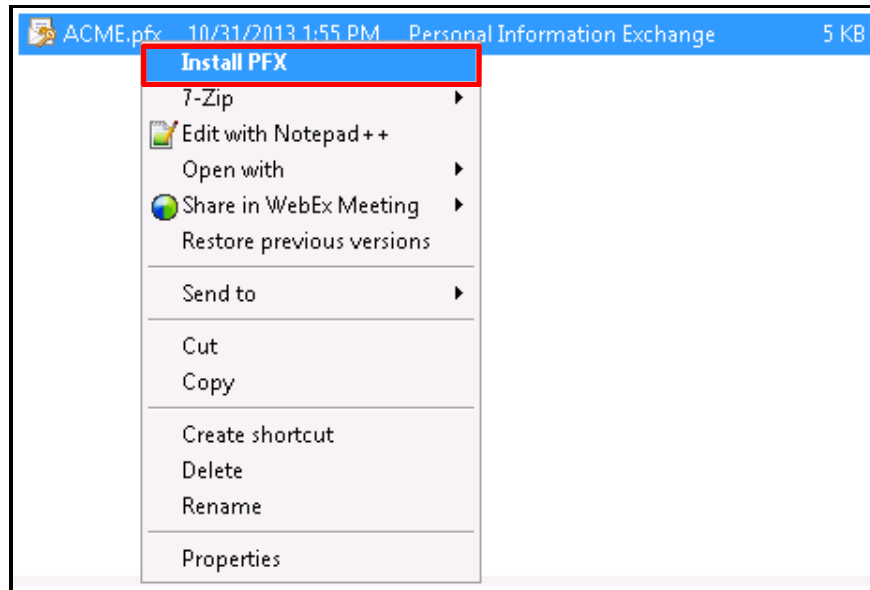 ACME.pfx 10/31/2013 1:55 PM Personal Information Exchange 5 KB
Install PFX
7-Zip
Edit with Notepad++
Open with
Share in WebEx Meeting
Restore previous versions
Send to
Cut
Copy
Create shortcut
Delete
Rename
Properties